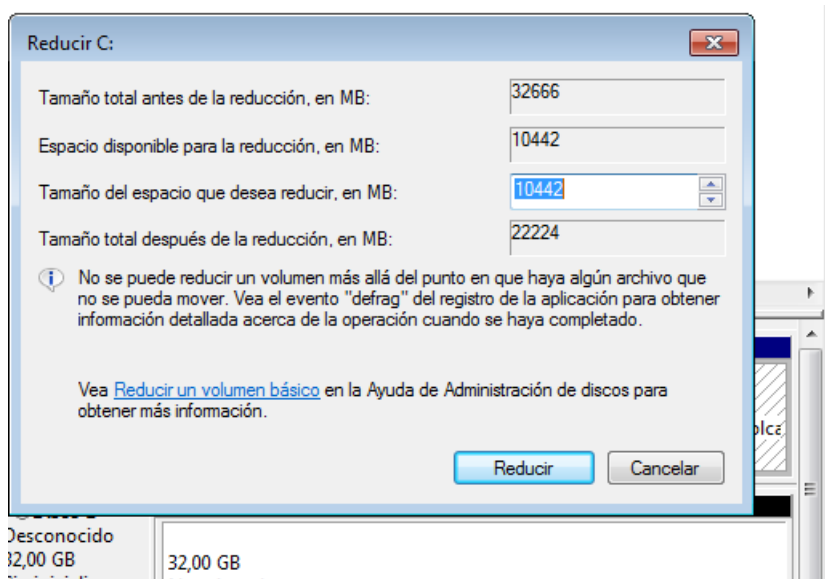 Reducir C:
Tamaño total antes de la reducción, en MB:
32666
Espacio disponible para la reducción, en MB:
10442
Tamaño del espacio que desea reducir, en MB:
10442
Tamaño total después de la reducción, en MB:
22224
No se puede reducir un volumen más allá del punto en que haya algún archivo que
no se pueda mover. Vea el evento "defrag" del registro de la aplicación para obtener
información detallada acerca de la operación cuando se haya completado.
Vea Reducir un volumen básico en la Ayuda de Administración de discos para
obtener más información.
Reducir
Cancelar
Desconocido
32,00 GB
32,00 GB